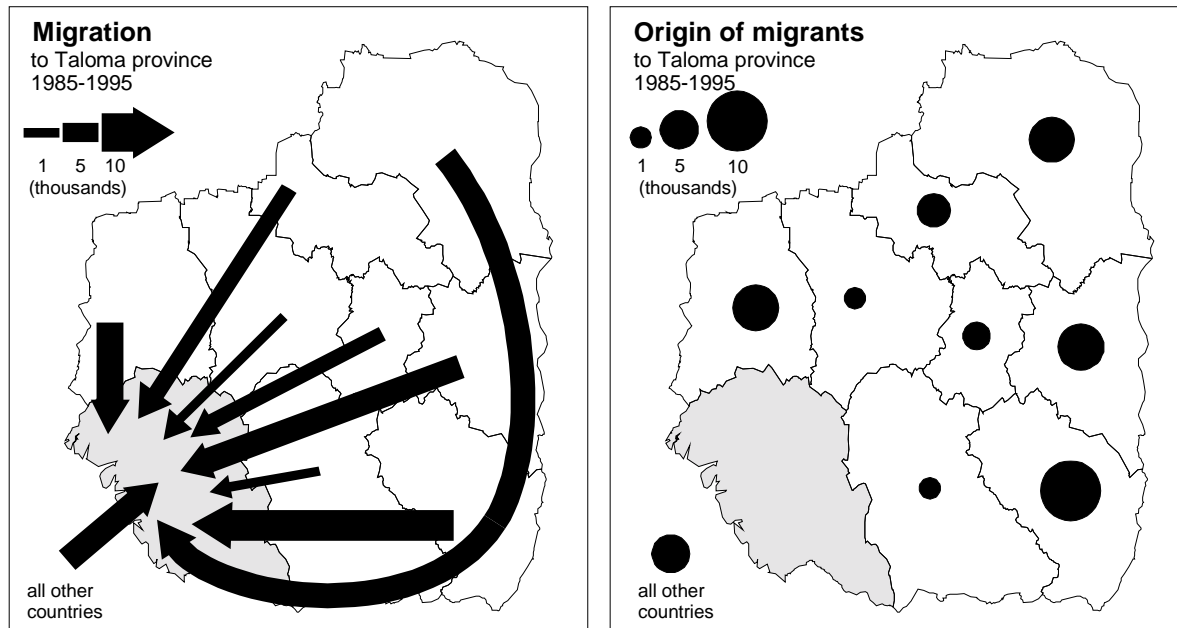 Migration
to Taloma province
1985-1995
1 5 10
(thousands)
all other
countries
Origin of migrants
to Taloma province
1985-1995
1 5 10
(thousands)
all other
countries